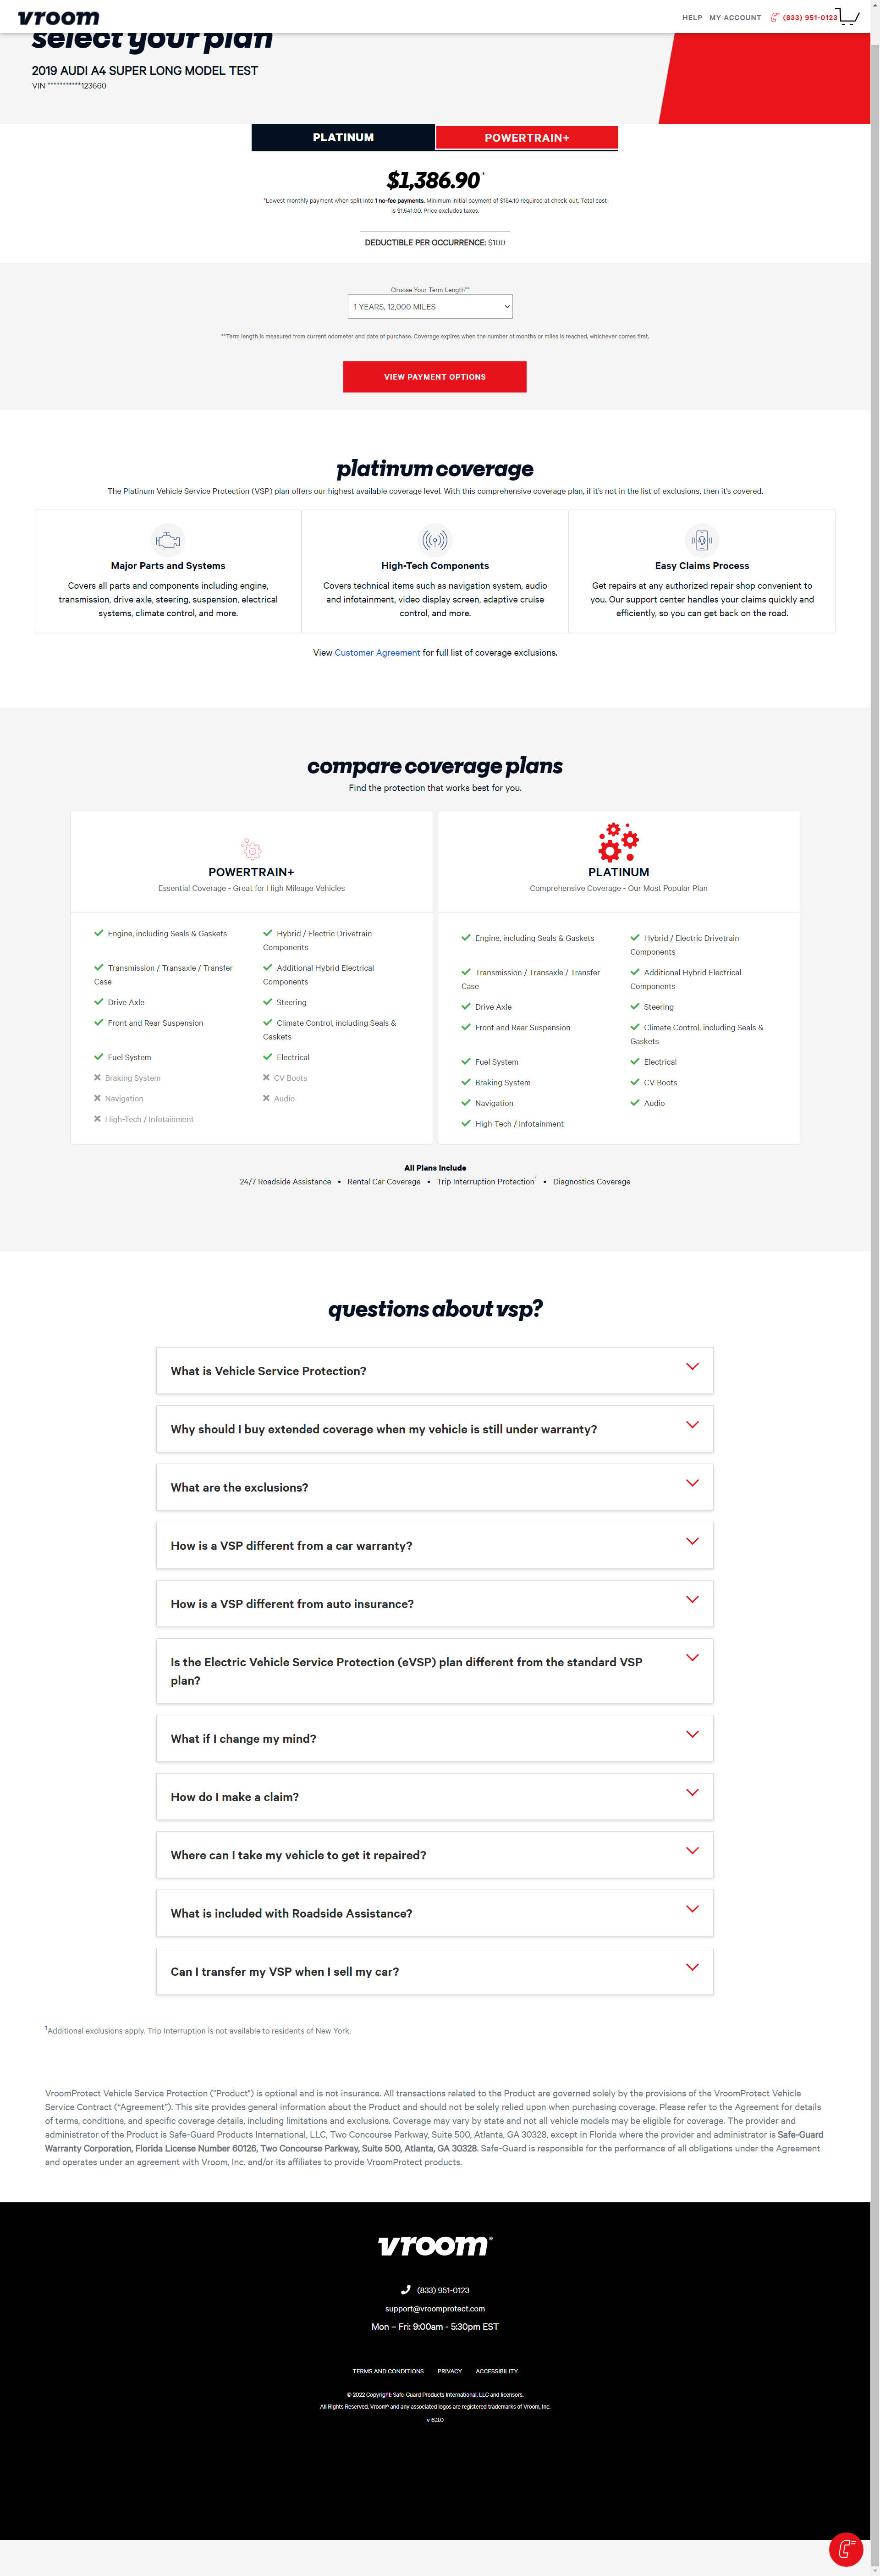 vroom
HELP MY ACCOUNT (833) 951-0123
select your plan
2019 AUDI A4 SUPER LONG MODEL TEST
VIN ***********123660
PLATINUM POWERTRAIN+
$1,386.90*
*Lowest monthly payment when split into 1 no-fee payments. Minimum initial payment of $154.10 required at check-out. Total cost
is $1,541.00. Price excludes taxes.
DEDUCTIBLE PER OCCURRENCE: $100
Choose Your Term Length**
1 YEARS, 12,000 MILES
**Term length is measured from current odometer and date of purchase. Coverage expires when the number of months or miles is reached, whichever comes first.
VIEW PAYMENT OPTIONS
platinum coverage
The Platinum Vehicle Service Protection (VSP) plan offers our highest available coverage level. With this comprehensive coverage plan, if it's not in the list of exclusions, then it's covered.
Major Parts and Systems
Covers all parts and components including engine,
transmission, drive axle, steering, suspension, electrical
systems, climate control, and more.
High-Tech Components
Covers technical items such as navigation system, audio
and infotainment, video display screen, adaptive cruise
control, and more.
Easy Claims Process
Get repairs at any authorized repair shop convenient to
you. Our support center handles your claims quickly and
efficiently, so you can get back on the road.
View Customer Agreement for full list of coverage exclusions.
compare coverage plans
Find the protection that works best for you.
POWERTRAIN+
Essential Coverage - Great for High Mileage Vehicles
Engine, including Seals & Gaskets
Hybrid / Electric Drivetrain
Components
Transmission / Transaxle / Transfer
Case
Additional Hybrid Electrical
Components
Drive Axle
Steering
Front and Rear Suspension
Climate Control, including Seals &
Gaskets
Fuel System
Electrical
Braking System
CV Boots
Navigation
Audio
High-Tech / Infotainment
PLATINUM
Comprehensive Coverage - Our Most Popular Plan
Engine, including Seals & Gaskets
Hybrid / Electric Drivetrain
Components
Transmission / Transaxle / Transfer
Case
Additional Hybrid Electrical
Components
Drive Axle
Steering
Front and Rear Suspension
Climate Control, including Seals &
Gaskets
Fuel System
Electrical
Braking System
CV Boots
Navigation
Audio
High-Tech / Infotainment
All Plans Include
24/7 Roadside Assistance • Rental Car Coverage • Trip Interruption Protection1 • Diagnostics Coverage
questions about vsp?
What is Vehicle Service Protection?
Why should I buy extended coverage when my vehicle is still under warranty?
What are the exclusions?
How is a VSP different from a car warranty?
How is a VSP different from auto insurance?
Is the Electric Vehicle Service Protection (eVSP) plan different from the standard VSP
plan?
What if I change my mind?
How do I make a claim?
Where can I take my vehicle to get it repaired?
What is included with Roadside Assistance?
Can I transfer my VSP when I sell my car?
1Additional exclusions apply. Trip Interruption is not available to residents of New York.
VroomProtect Vehicle Service Protection ("Product") is optional and is not insurance. All transactions related to the Product are governed solely by the provisions of the VroomProtect Vehicle
Service Contract ("Agreement"). This site provides general information about the Product and should not be solely relied upon when purchasing coverage. Please refer to the Agreement for details
of terms, conditions, and specific coverage details, including limitations and exclusions. Coverage may vary by state and not all vehicle models may be eligible for coverage. The provider and
administrator of the Product is Safe-Guard Products International, LLC, Two Concourse Parkway, Suite 500, Atlanta, GA 30328, except in Florida where the provider and administrator is Safe-Guard
Warranty Corporation, Florida License Number 60126, Two Concourse Parkway, Suite 500, Atlanta, GA 30328. Safe-Guard is responsible for the performance of all obligations under the Agreement
and operates under an agreement with Vroom, Inc. and/or its affiliates to provide VroomProtect products.
vroom®
(833) 951-0123
support@vroomprotect.com
Mon – Fri: 9:00am - 5:30pm EST
TERMS AND CONDITIONS PRIVACY ACCESSIBILITY
© 2022 Copyright: Safe-Guard Products International, LLC and licensors.
All Rights Reserved. Vroom® and any associated logos are registered trademarks of Vroom, Inc.
v 6.3.0